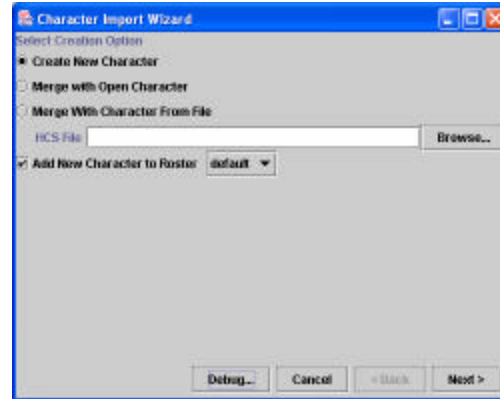 Character Import Wizard
Select Creation Option
Create New Character
Merge with Open Character
Merge With Character From File
HCS File Browse...
Add New Character to Roster default
Debug... Cancel < Back Next >